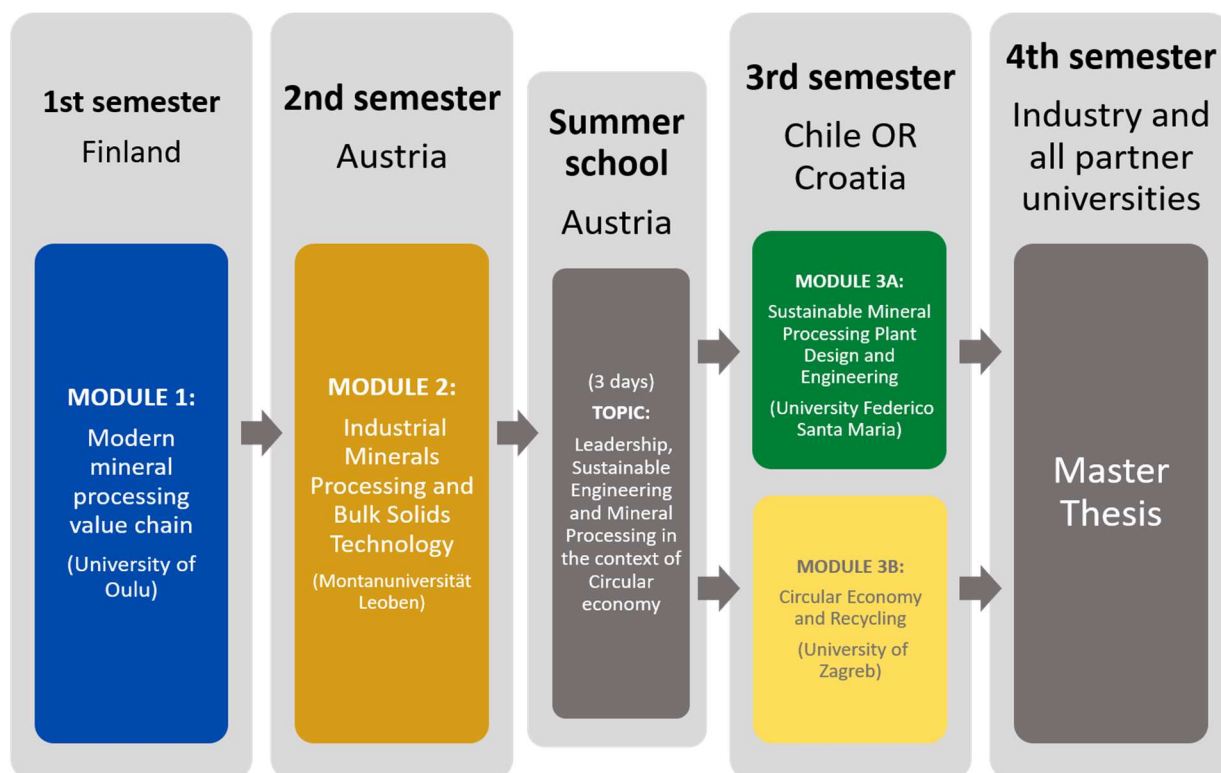 1st semester
Finland
MODULE 1:
Modern
mineral
processing
value chain
(University of
Oulu)
2nd semester
Austria
MODULE 2:
Industrial
Minerals
Processing and
Bulk Solids
Technology
(Montanuniversität
Leoben)
Summer
school
Austria
(3 days)
TOPIC:
Leadership,
Sustainable
Engineering
and Mineral
Processing in
the context of
Circular
economy
3rd semester
Chile OR
Croatia
MODULE 3A:
Sustainable Mineral
Processing Plant
Design and
Engineering
(University Federico
Santa Maria)
MODULE 3B:
Circular Economy
and Recycling
(University of
Zagreb)
4th semester
Industry and
all partner
universities
Master
Thesis